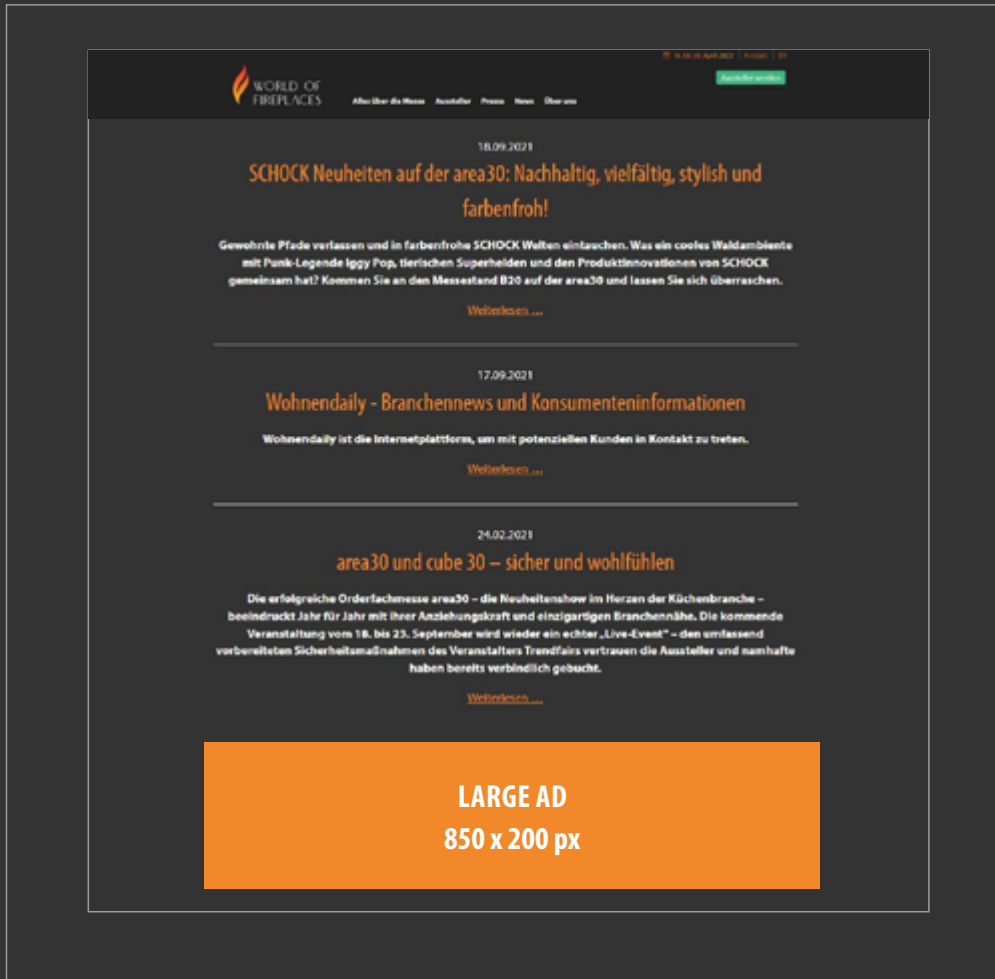 April 2023 | Kontakt | EN
Aussteller werden
WORLD OF
FIREPLACES
Alles über die Messe Aussteller Presse News Über uns
18.09.2021
SCHOCK Neuheiten auf der area30: Nachhaltig, vielfältig, stylish und
farbenfroh!
Gewohnte Pfade verlassen und in farbenfrohe SCHOCK Welten eintauchen. Was ein cooles Waldambiente
mit Punk-Legende Iggy Pop, tierischen Superhelden und den Produktinnovationen von SCHOCK
gemeinsam hat? Kommen Sie an den Messestand B20 auf der area30 und lassen Sie sich überraschen.
Weiterlesen …
17.09.2021
Wohnendaily - Branchennews und Konsumenteninformationen
Wohnendaily ist die Internetplattform, um mit potenziellen Kunden in Kontakt zu treten.
Weiterlesen …
24.02.2021
area30 und cube 30 – sicher und wohlfühlen
Die erfolgreiche Orderfachmesse area30 – die Neuheitenshow im Herzen der Küchenbranche –
beeindruckt Jahr für Jahr mit ihrer Anziehungskraft und einzigartigen Branchennähe. Die kommende
Veranstaltung vom 18. bis 23. September wird wieder ein echter „Live-Event“ – den umfassend
vorbereiteten Sicherheitsmaßnahmen des Veranstalters Trendfairs vertrauen die Aussteller und namhafte
haben bereits verbindlich gebucht.
Weiterlesen …
LARGE AD
850 x 200 px